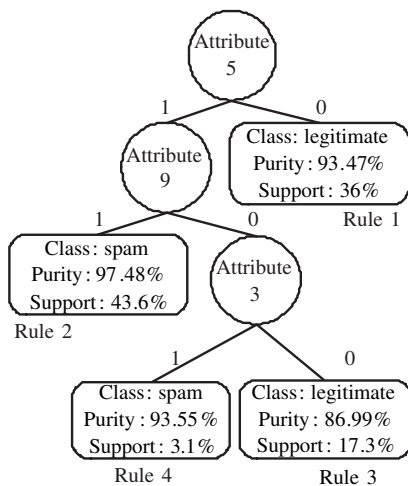 Attribute
5
1
0
Attribute
9
Class: legitimate
Purity: 93.47%
Support: 36%
Rule 1
1
0
Class: spam
Purity: 97.48%
Support: 43.6%
Rule 2
Attribute
3
1
0
Class: spam
Purity: 93.55%
Support: 3.1%
Rule 4
Class: legitimate
Purity: 86.99%
Support: 17.3%
Rule 3